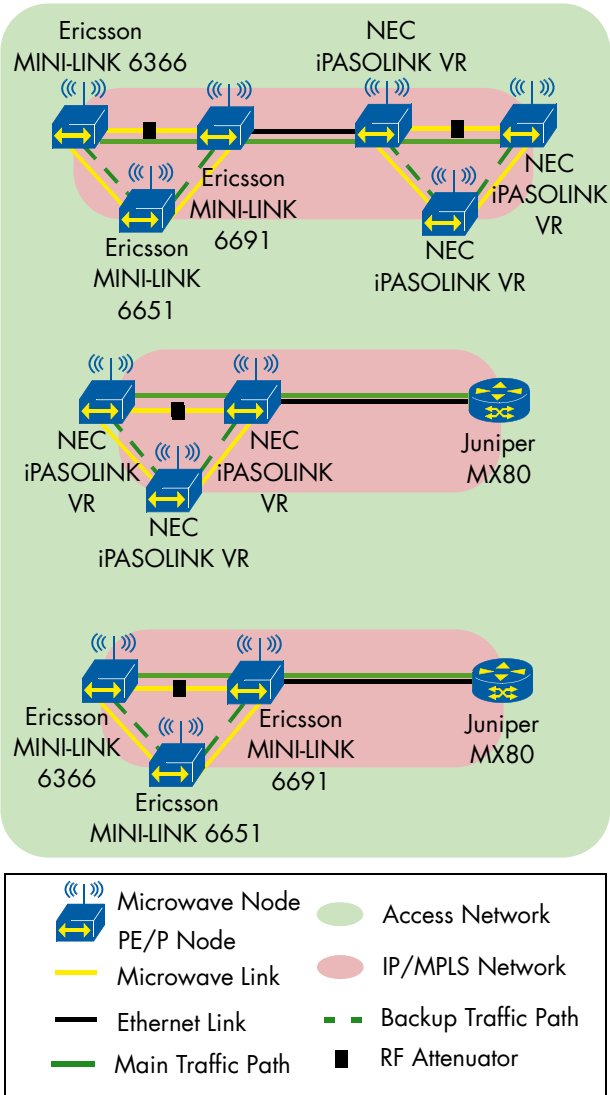 Ericsson
MINI-LINK 6366
NEC
iPASOLINK VR
Ericsson
MINI-LINK
6691
NEC
iPASOLINK
VR
Ericsson
MINI-LINK
6651
NEC
iPASOLINK VR
NEC
iPASOLINK
VR
NEC
iPASOLINK
VR
Juniper
MX80
NEC
iPASOLINK VR
Ericsson
MINI-LINK
6366
Ericsson
MINI-LINK
6691
Juniper
MX80
Ericsson
MINI-LINK 6651
Microwave Node
PE/P Node
Microwave Link
Ethernet Link
Main Traffic Path
Access Network
IP/MPLS Network
Backup Traffic Path
RF Attenuator